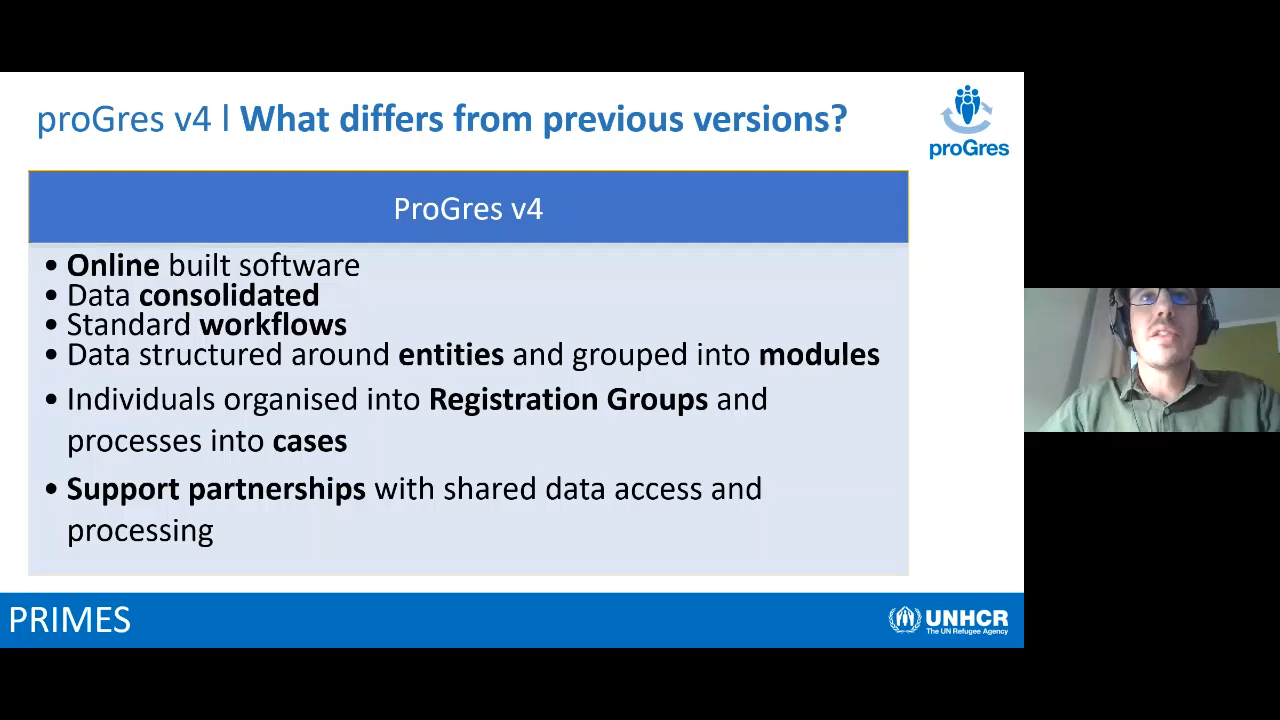 proGres v4 l What differs from previous versions?
proGres
ProGres v4
• Online built software
• Data consolidated
• Standard workflows
• Data structured around entities and grouped into modules
• Individuals organised into Registration Groups and
processes into cases
• Support partnerships with shared data access and
processing
PRIMES
UNHCR
The UN Refugee Agency